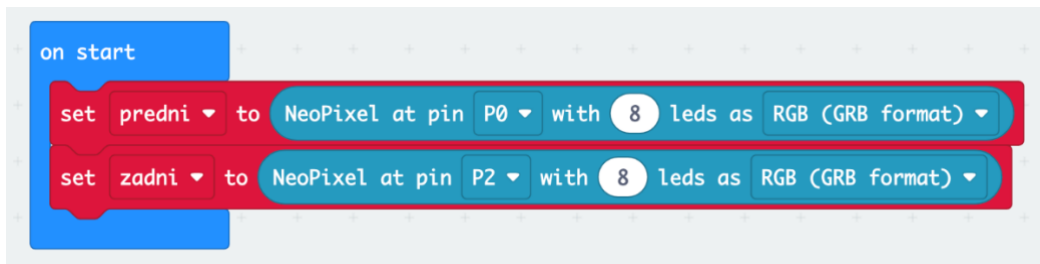 on start
set predni to NeoPixel at pin P0 with 8 leds as RGB (GRB format)
set zadni to NeoPixel at pin P2 with 8 leds as RGB (GRB format)